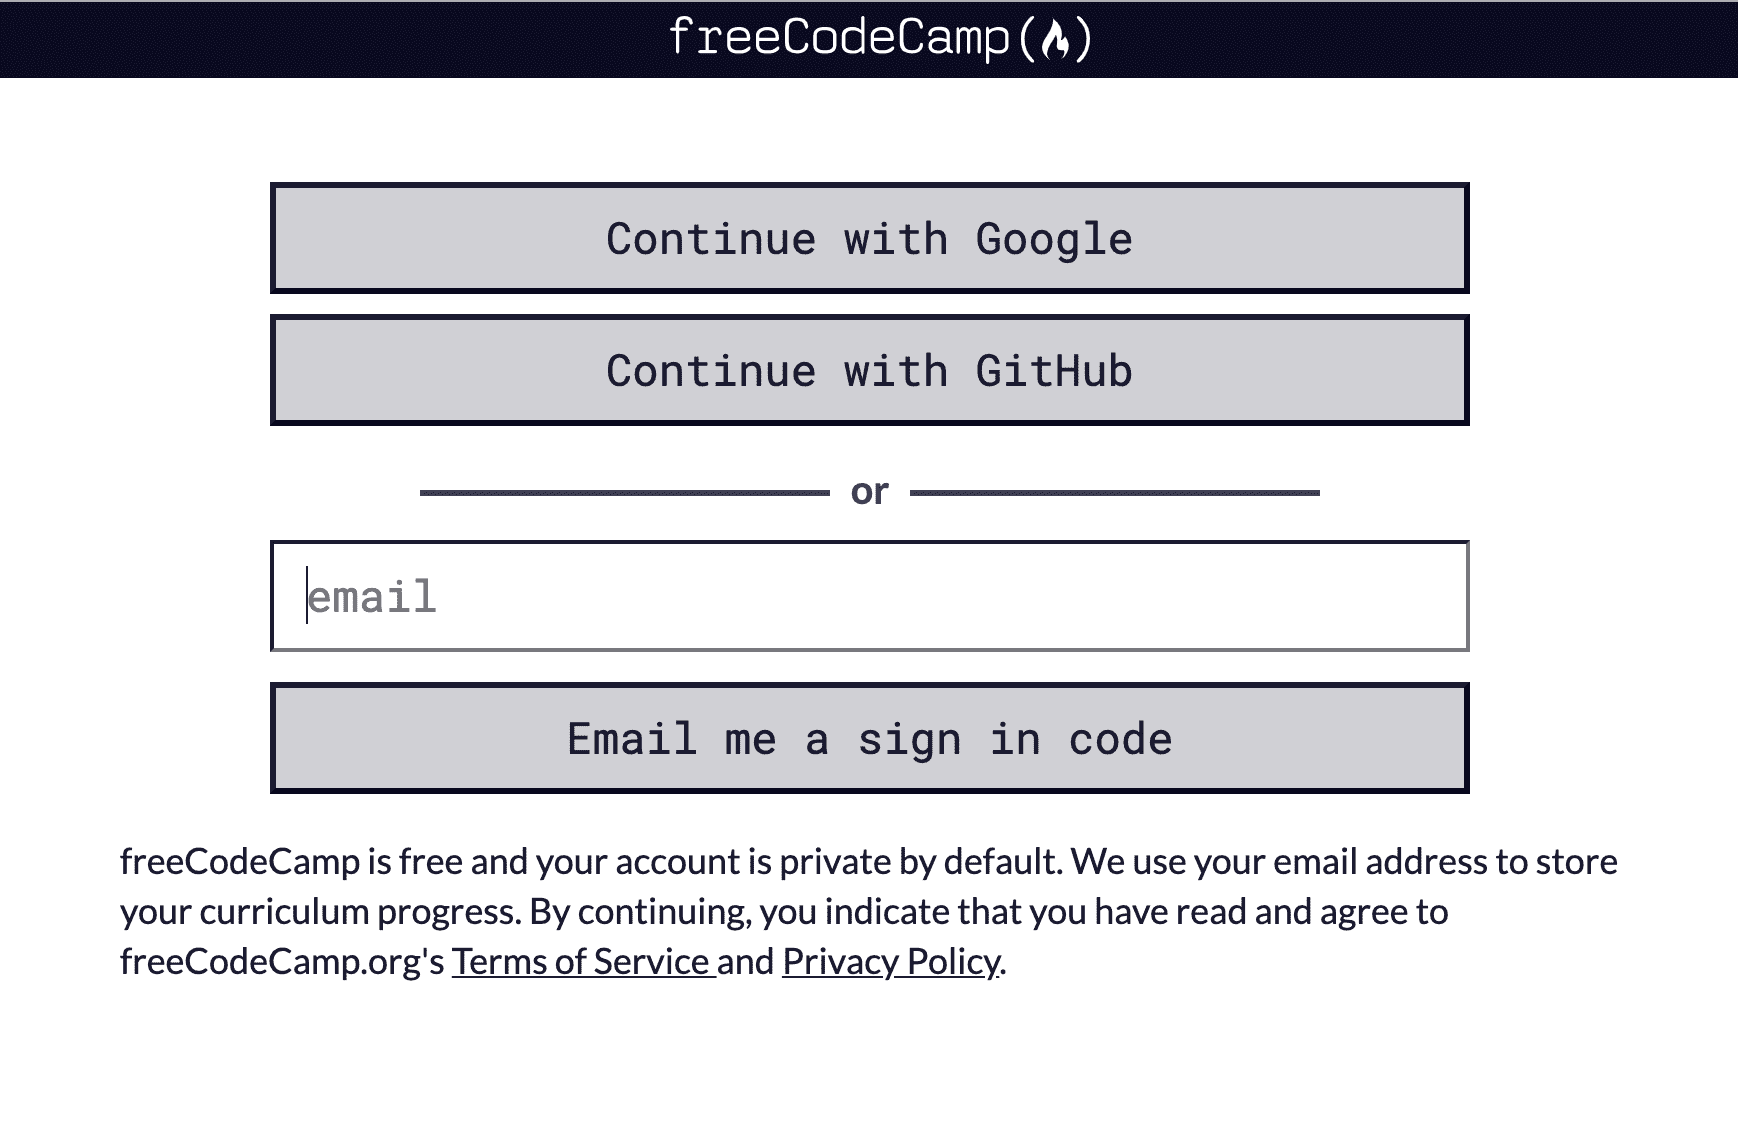 freeCodeCamp(🔥)
Continue with Google
Continue with GitHub
or
email
Email me a sign in code
freeCodeCamp is free and your account is private by default. We use your email address to store
your curriculum progress. By continuing, you indicate that you have read and agree to
freeCodeCamp.org's Terms of Service and Privacy Policy.